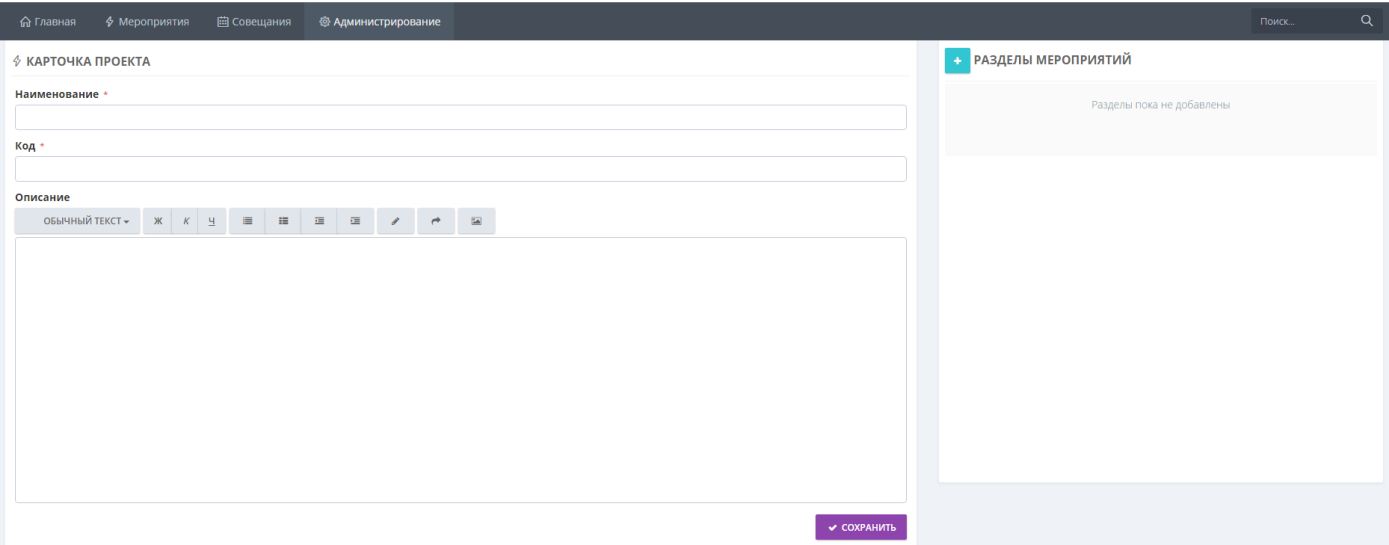 Главная Мероприятия Совещания Администрирование Поиск...
КАРТОЧКА ПРОЕКТА
Наименование *
Код *
Описание
ОБЫЧНЫЙ ТЕКСТ Ж К Ч
СОХРАНИТЬ
+ РАЗДЕЛЫ МЕРОПРИЯТИЙ
Разделы пока не добавлены